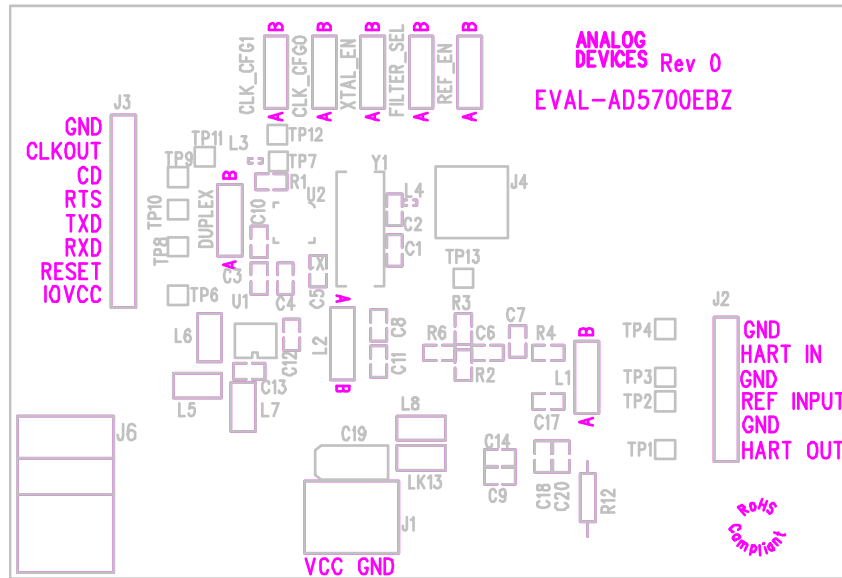 CLK_CFG1
CLK_CFG0
XTAL_EN
FILTER_SEL
REF_EN
B
B
B
B
B
A
A
A
A
A
ANALOG
DEVICES
Rev 0
EVAL-AD5700EBZ
J3
GND
CLKOUT
CD
RTS
TXD
RXD
RESET
IOVCC
TP11
TP9
TP10
TP8
TP6
L3
TP12
TP7
R1
U2
Y1
L4
J4
B
DUPLEX
A
C10
C2
C1
C3
C4
C5
TP13
U1
L6
C12
A
L2
B
C8
C11
R3
R6
C6
R2
C7
R4
B
L1
A
C17
TP4
TP3
TP2
TP1
J2
GND
HART IN
GND
REF INPUT
GND
HART OUT
C13
L5
L7
J6
C19
L8
LK13
C14
C9
C18
C20
R12
J1
VCC GND
RoHS
Compliant